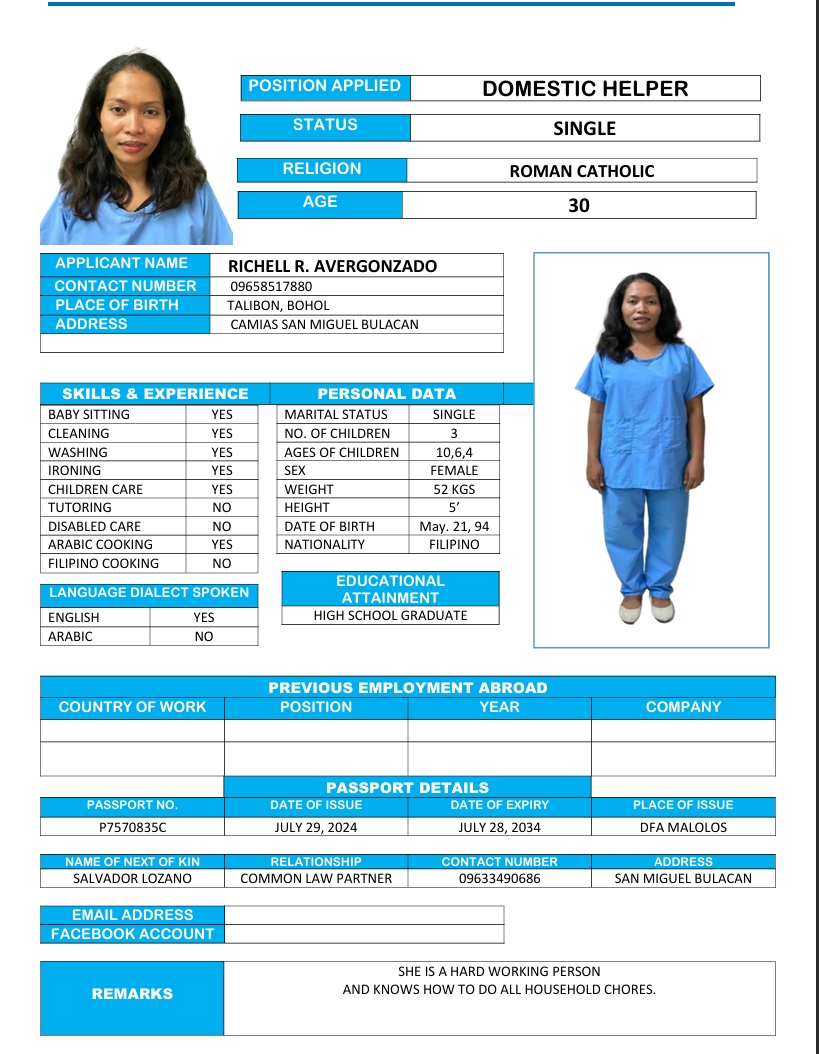 POSITION APPLIED DOMESTIC HELPER
STATUS SINGLE
RELIGION ROMAN CATHOLIC
AGE 30
APPLICANT NAME RICHELL R. AVERGONZADO
CONTACT NUMBER 09658517880
PLACE OF BIRTH TALIBON, BOHOL
ADDRESS CAMIAS SAN MIGUEL BULACAN
SKILLS & EXPERIENCE
BABY SITTING YES
CLEANING YES
WASHING YES
IRONING YES
CHILDREN CARE YES
TUTORING NO
DISABLED CARE NO
ARABIC COOKING YES
FILIPINO COOKING NO
LANGUAGE DIALECT SPOKEN
ENGLISH YES
ARABIC NO
PERSONAL DATA
MARITAL STATUS SINGLE
NO. OF CHILDREN 3
AGES OF CHILDREN 10,6,4
SEX FEMALE
WEIGHT 52 KGS
HEIGHT 5’
DATE OF BIRTH May. 21, 94
NATIONALITY FILIPINO
EDUCATIONAL
ATTAINMENT
HIGH SCHOOL GRADUATE
PREVIOUS EMPLOYMENT ABROAD
COUNTRY OF WORK POSITION YEAR COMPANY
PASSPORT DETAILS
PASSPORT NO. DATE OF ISSUE DATE OF EXPIRY PLACE OF ISSUE
P7570835C JULY 29, 2024 JULY 28, 2034 DFA MALOLOS
NAME OF NEXT OF KIN RELATIONSHIP CONTACT NUMBER ADDRESS
SALVADOR LOZANO COMMON LAW PARTNER 09633490686 SAN MIGUEL BULACAN
EMAIL ADDRESS
FACEBOOK ACCOUNT
REMARKS
SHE IS A HARD WORKING PERSON
AND KNOWS HOW TO DO ALL HOUSEHOLD CHORES.